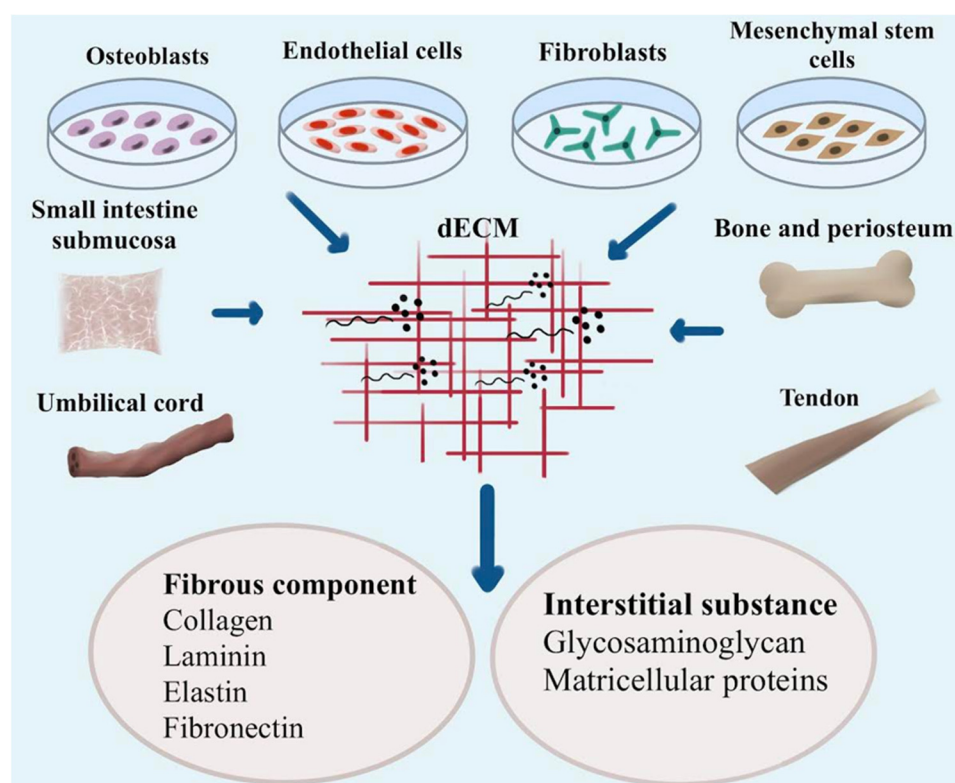 Osteoblasts
Endothelial cells
Fibroblasts
Mesenchymal stem
cells
Small intestine
submucosa
dECM
Bone and periosteum
Umbilical cord
Tendon
Fibrous component
Collagen
Laminin
Elastin
Fibronectin
Interstitial substance
Glycosaminoglycan
Matricellular proteins